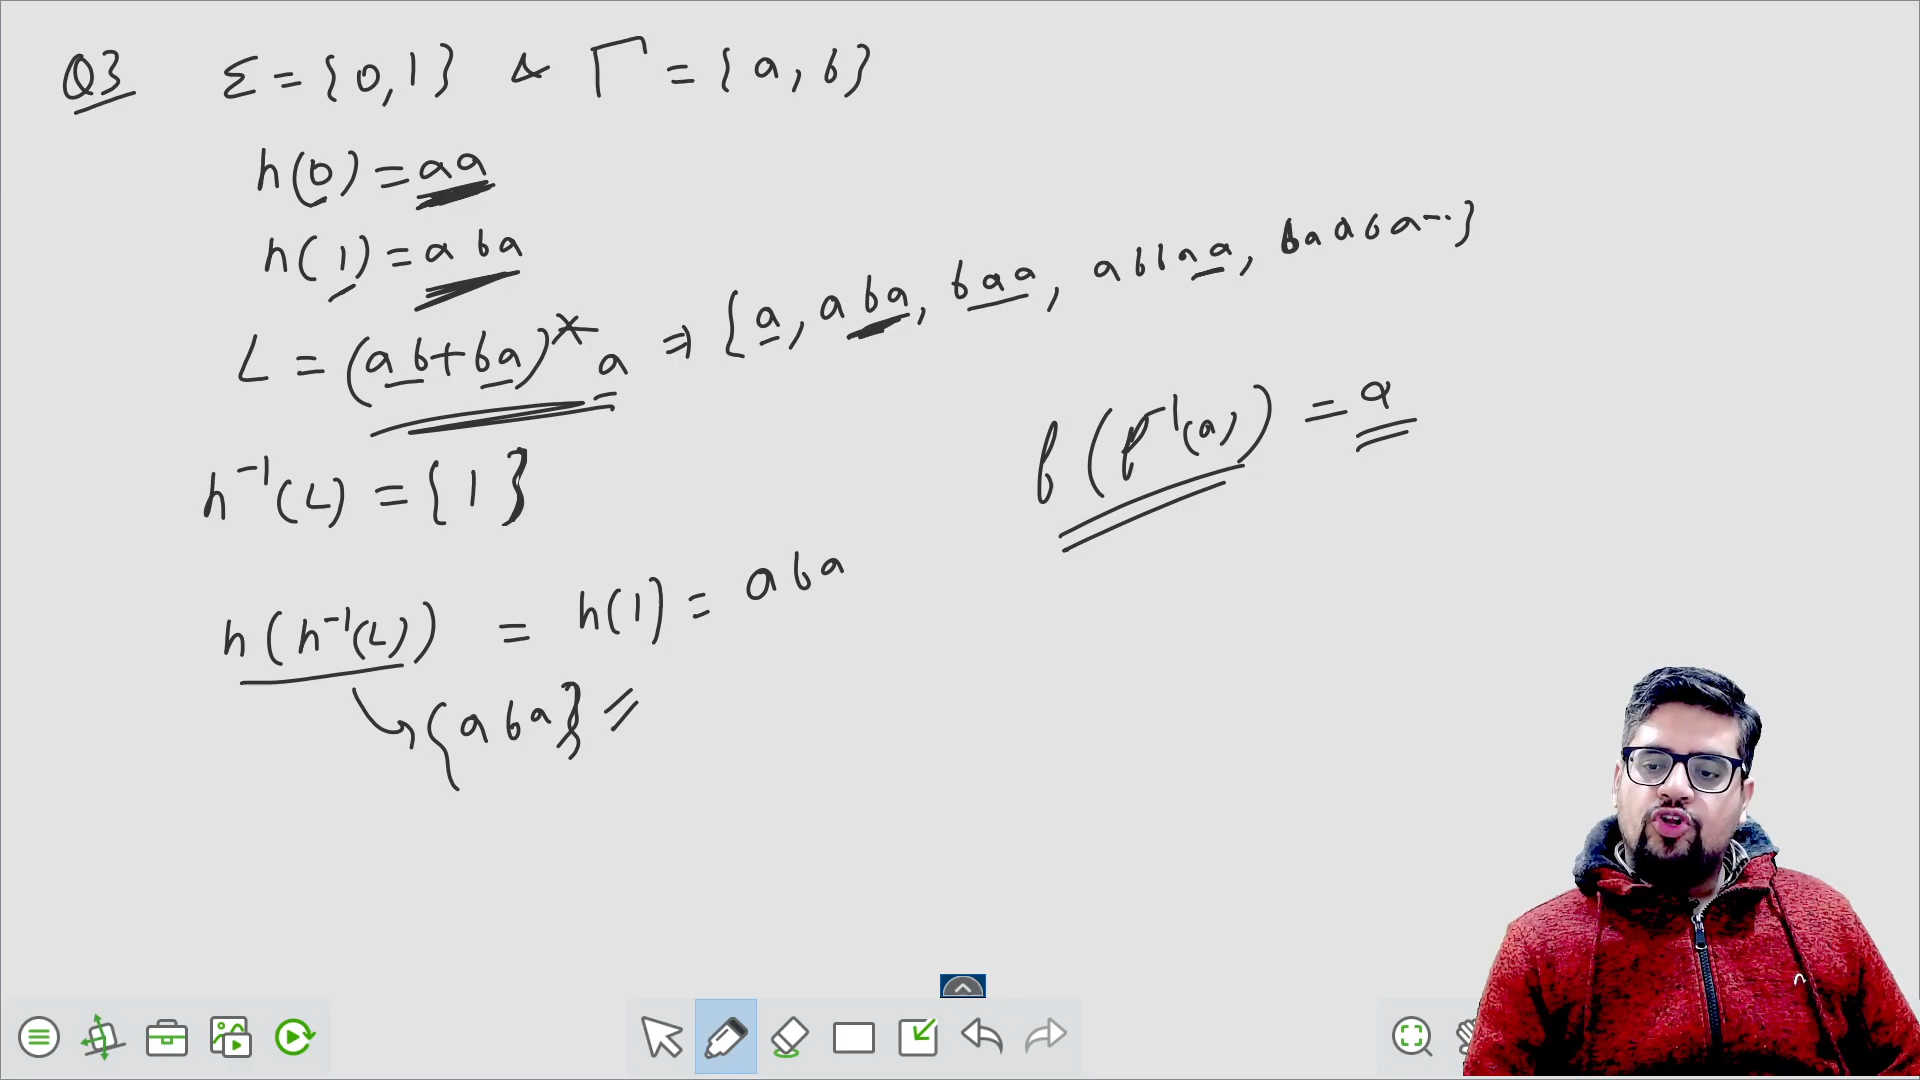 Q3 Σ = {0,1} & Γ = {a, b}
h(0) = aa
h(1) = aba
L = (ab+ba)* a ⇒ {a, aba, baa, abbaa, baaba...}
h⁻¹(L) = {1}
f(f⁻¹(a)) = a
h(h⁻¹(L)) = h(1) = aba
{aba} =